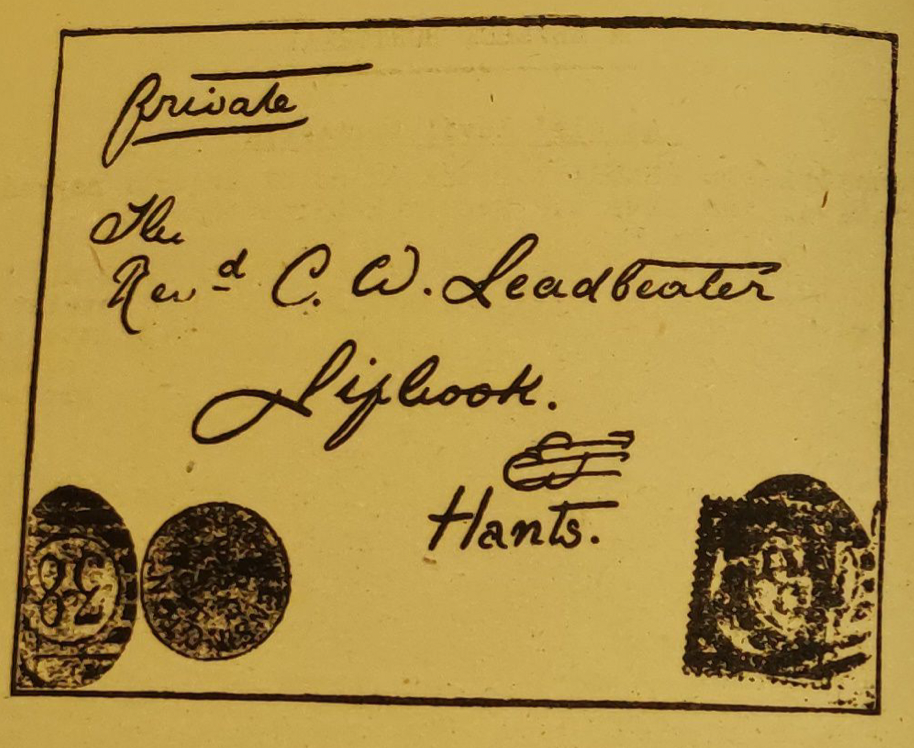 Private
The
Revᵈ C. W. Leadbeater
Liphook.
Hants.